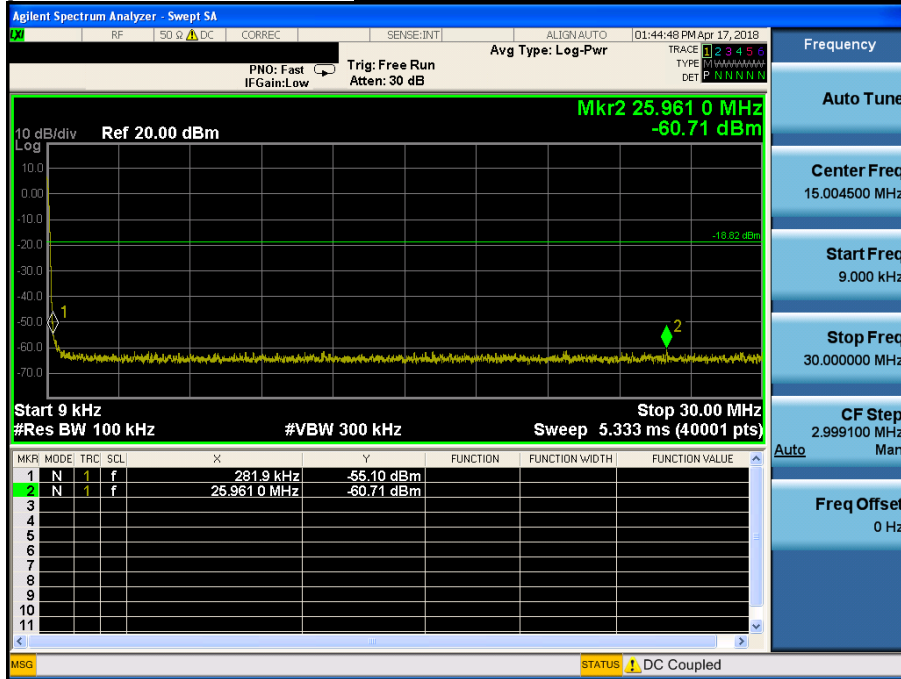 Agilent Spectrum Analyzer - Swept SA
LXI RF 50 Ω DC CORREC SENSE:INT ALIGN AUTO 01:44:48 PM Apr 17, 2018
Avg Type: Log-Pwr TRACE 1 2 3 4 5 6
PNO: Fast Trig: Free Run TYPE M W W W W W
IFGain:Low Atten: 30 dB DET P N N N N N
Mkr2 25.961 0 MHz
-60.71 dBm
10 dB/div Ref 20.00 dBm
Log
10.0
0.00
-10.0
-18.82 dBm
-20.0
-30.0
-40.0
1
-50.0
2
-60.0
-70.0
Start 9 kHz Stop 30.00 MHz
#Res BW 100 kHz #VBW 300 kHz Sweep 5.333 ms (40001 pts)
MKR MODE TRC SCL X Y FUNCTION FUNCTION WIDTH FUNCTION VALUE
1 N 1 f 281.9 kHz -55.10 dBm
2 N 1 f 25.961 0 MHz -60.71 dBm
3
4
5
6
7
8
9
10
11
MSG STATUS DC Coupled
Frequency
Auto Tune
Center Freq
15.004500 MHz
Start Freq
9.000 kHz
Stop Freq
30.000000 MHz
CF Step
2.999100 MHz
Auto Man
Freq Offset
0 Hz